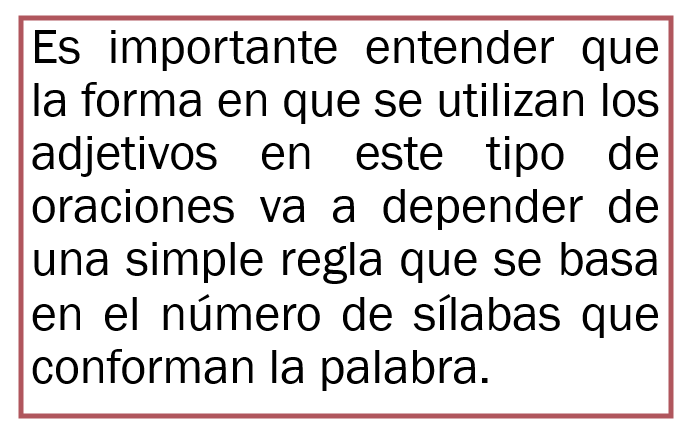 Es importante entender que
la forma en que se utilizan los
adjetivos en este tipo de
oraciones va a depender de
una simple regla que se basa
en el número de sílabas que
conforman la palabra.